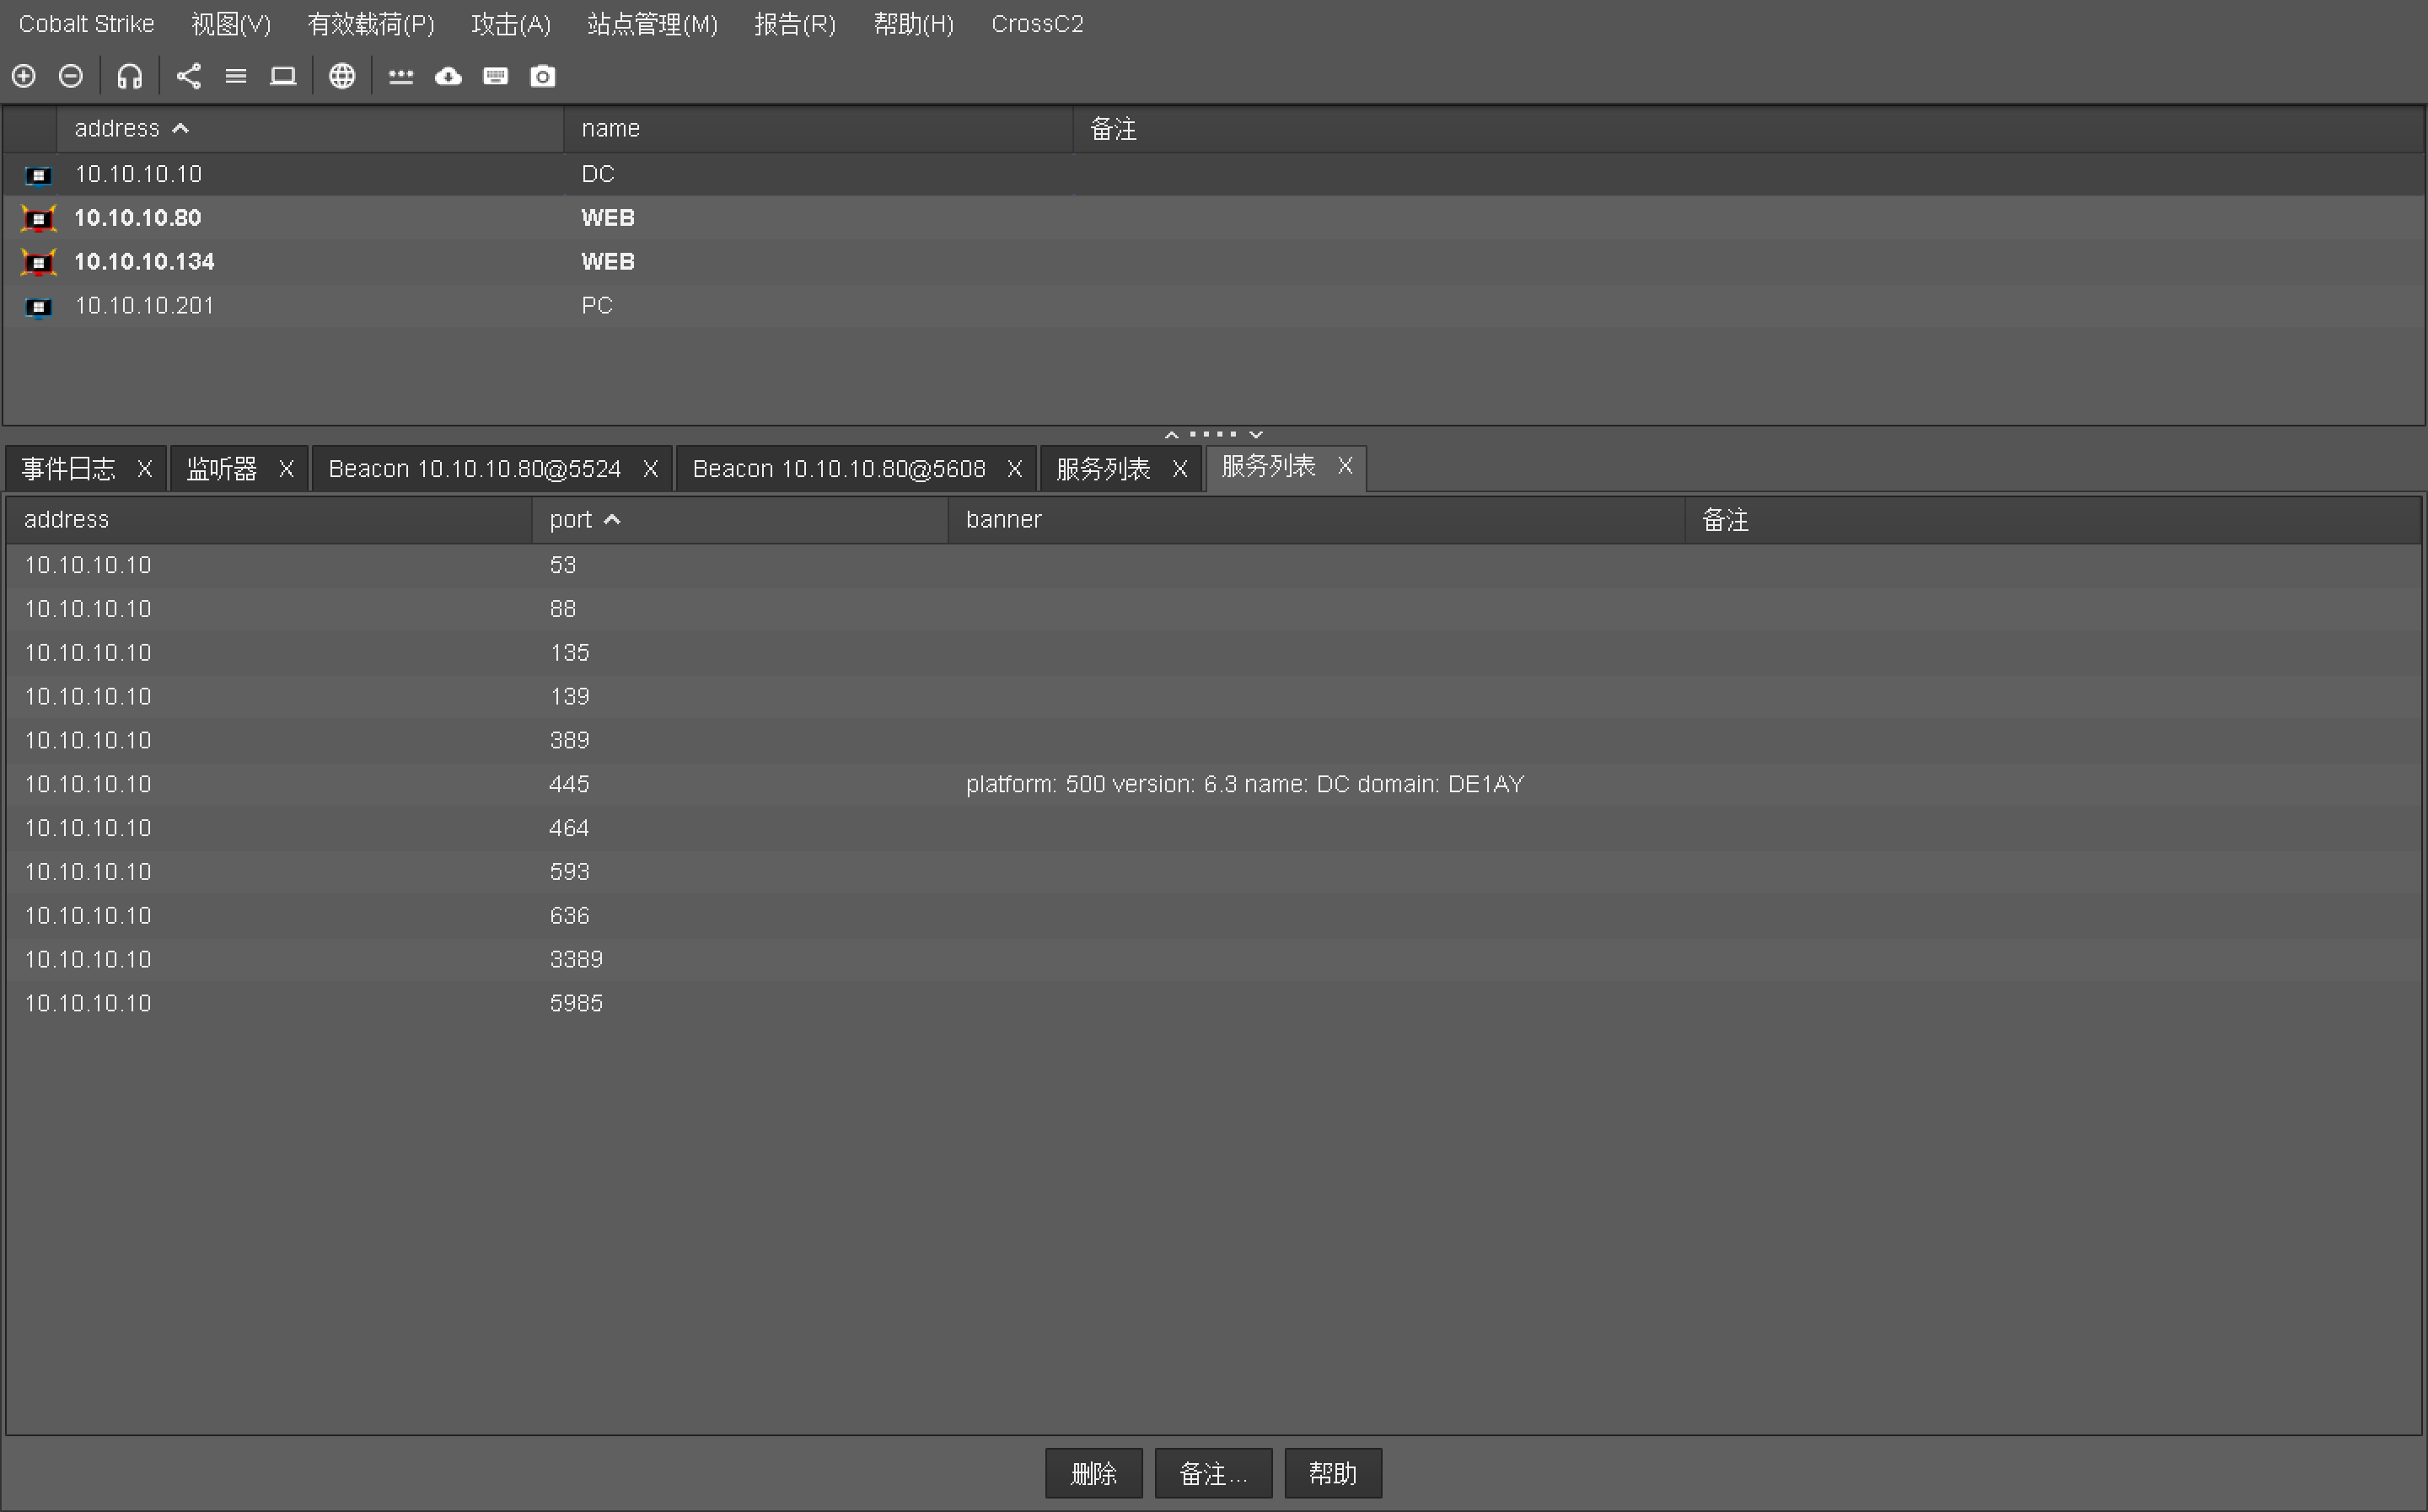 Cobalt Strike 视图(V) 有效载荷(P) 攻击(A) 站点管理(M) 报告(R) 帮助(H) CrossC2
address name 备注
10.10.10.10 DC
10.10.10.80 WEB
10.10.10.134 WEB
10.10.10.201 PC
事件日志 X 监听器 X Beacon 10.10.10.80@5524 X Beacon 10.10.10.80@5608 X 服务列表 X 服务列表 X
address port banner 备注
10.10.10.10 53
10.10.10.10 88
10.10.10.10 135
10.10.10.10 139
10.10.10.10 389
10.10.10.10 445 platform: 500 version: 6.3 name: DC domain: DE1AY
10.10.10.10 464
10.10.10.10 593
10.10.10.10 636
10.10.10.10 3389
10.10.10.10 5985
删除 备注... 帮助